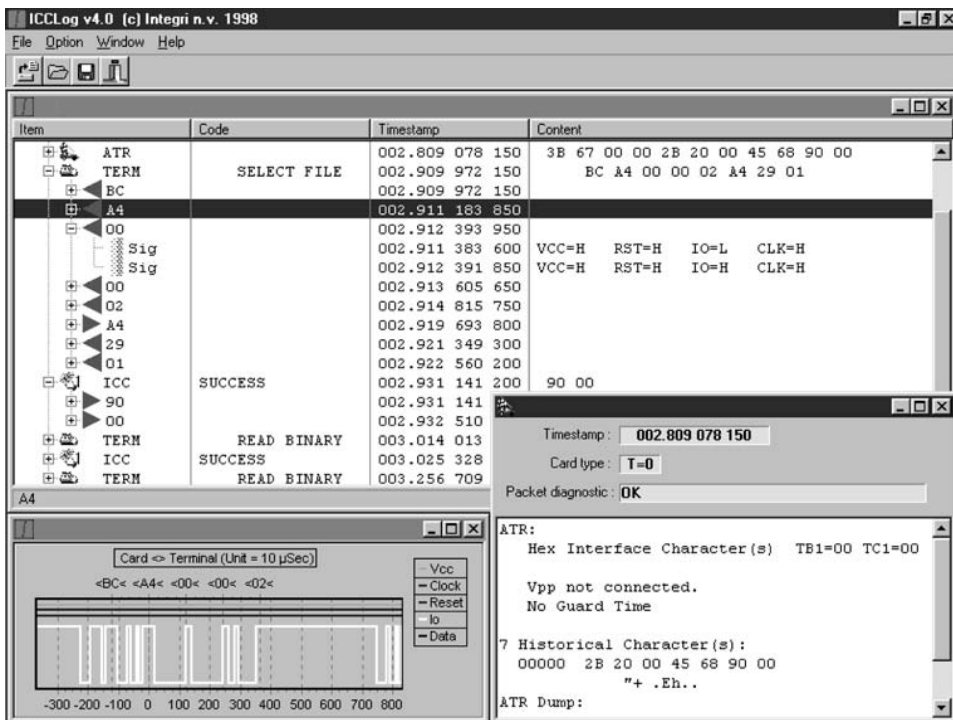 ICCLog v4.0 (c) Integri n.v. 1998
File Option Window Help
Item Code Timestamp Content
ATR 002.809 078 150 3B 67 00 00 2B 20 00 45 68 90 00
TERM SELECT FILE 002.909 972 150 BC A4 00 00 02 A4 29 01
BC 002.909 972 150
A4 002.911 183 850
00 002.912 393 950
Sig 002.911 383 600 VCC=H RST=H IO=L CLK=H
Sig 002.912 391 850 VCC=H RST=H IO=H CLK=H
00 002.913 605 650
02 002.914 815 750
A4 002.919 693 800
29 002.921 349 300
01 002.922 560 200
ICC SUCCESS 002.931 141 200 90 00
90 002.931 141
00 002.932 510
TERM READ BINARY 003.014 013
ICC SUCCESS 003.025 328
TERM READ BINARY 003.256 709
A4
Timestamp : 002.809 078 150
Card type : T=0
Packet diagnostic : OK
ATR:
Hex Interface Character(s) TB1=00 TC1=00
Vpp not connected.
No Guard Time
7 Historical Character(s):
00000 2B 20 00 45 68 90 00
"+ .Eh..
ATR Dump:
Card <> Terminal (Unit = 10 µSec)
<BC< <A4< <00< <00< <02<
Vcc
Clock
Reset
Io
Data
-300 -200 -100 0 100 200 300 400 500 600 700 800